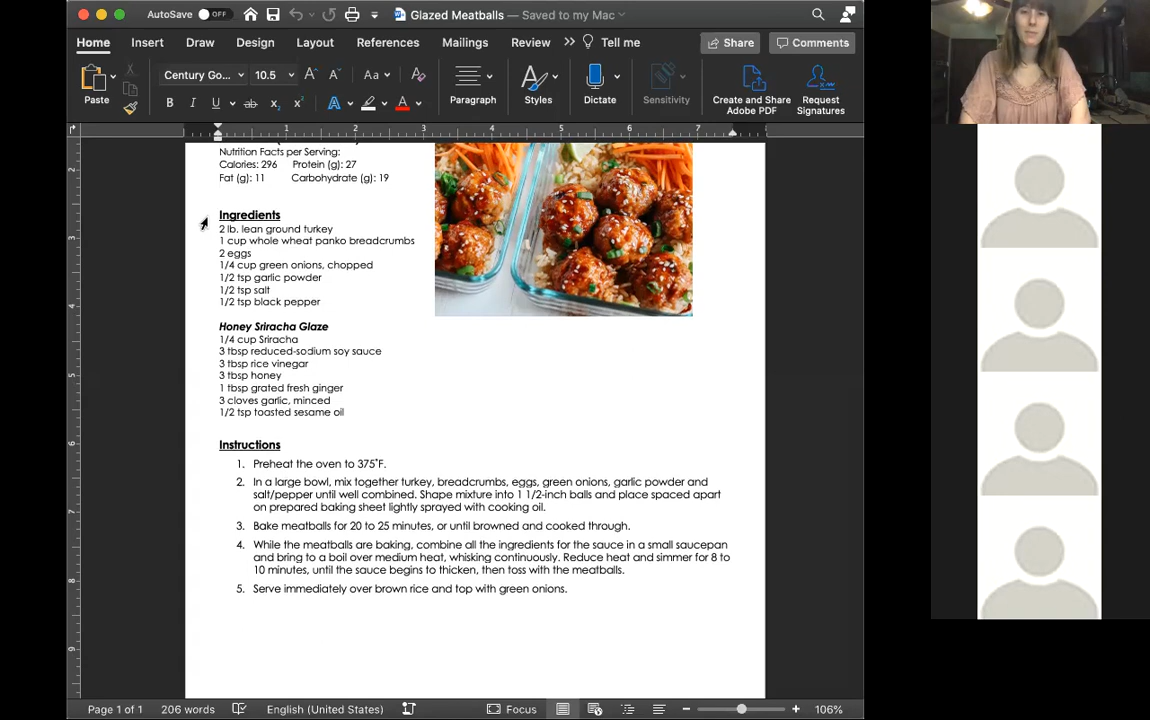 AutoSave OFF Glazed Meatballs — Saved to my Mac
Home Insert Draw Design Layout References Mailings Review Tell me Share Comments
Century Go... 10.5 Aa
Paste B I U ab x₂ x² A A Paragraph Styles Dictate Sensitivity Create and Share Adobe PDF Request Signatures
1 2 3 4 5 6 7
Nutrition Facts per Serving:
Calories: 296 Protein (g): 27
Fat (g): 11 Carbohydrate (g): 19
Ingredients
2 lb. lean ground turkey
1 cup whole wheat panko breadcrumbs
2 eggs
1/4 cup green onions, chopped
1/2 tsp garlic powder
1/2 tsp salt
1/2 tsp black pepper
Honey Sriracha Glaze
1/4 cup Sriracha
3 tbsp reduced-sodium soy sauce
3 tbsp rice vinegar
3 tbsp honey
1 tbsp grated fresh ginger
3 cloves garlic, minced
1/2 tsp toasted sesame oil
Instructions
1. Preheat the oven to 375˚F.
2. In a large bowl, mix together turkey, breadcrumbs, eggs, green onions, garlic powder and
salt/pepper until well combined. Shape mixture into 1 1/2-inch balls and place spaced apart
on prepared baking sheet lightly sprayed with cooking oil.
3. Bake meatballs for 20 to 25 minutes, or until browned and cooked through.
4. While the meatballs are baking, combine all the ingredients for the sauce in a small saucepan
and bring to a boil over medium heat, whisking continuously. Reduce heat and simmer for 8 to
10 minutes, until the sauce begins to thicken, then toss with the meatballs.
5. Serve immediately over brown rice and top with green onions.
Page 1 of 1 206 words English (United States) Focus 106%